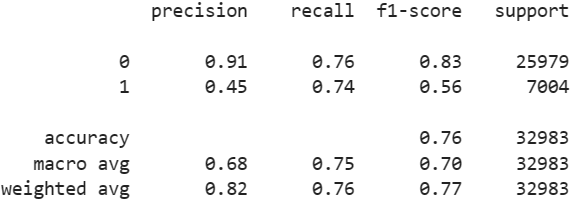 precision recall f1-score support
0 0.91 0.76 0.83 25979
1 0.45 0.74 0.56 7004
accuracy 0.76 32983
macro avg 0.68 0.75 0.70 32983
weighted avg 0.82 0.76 0.77 32983